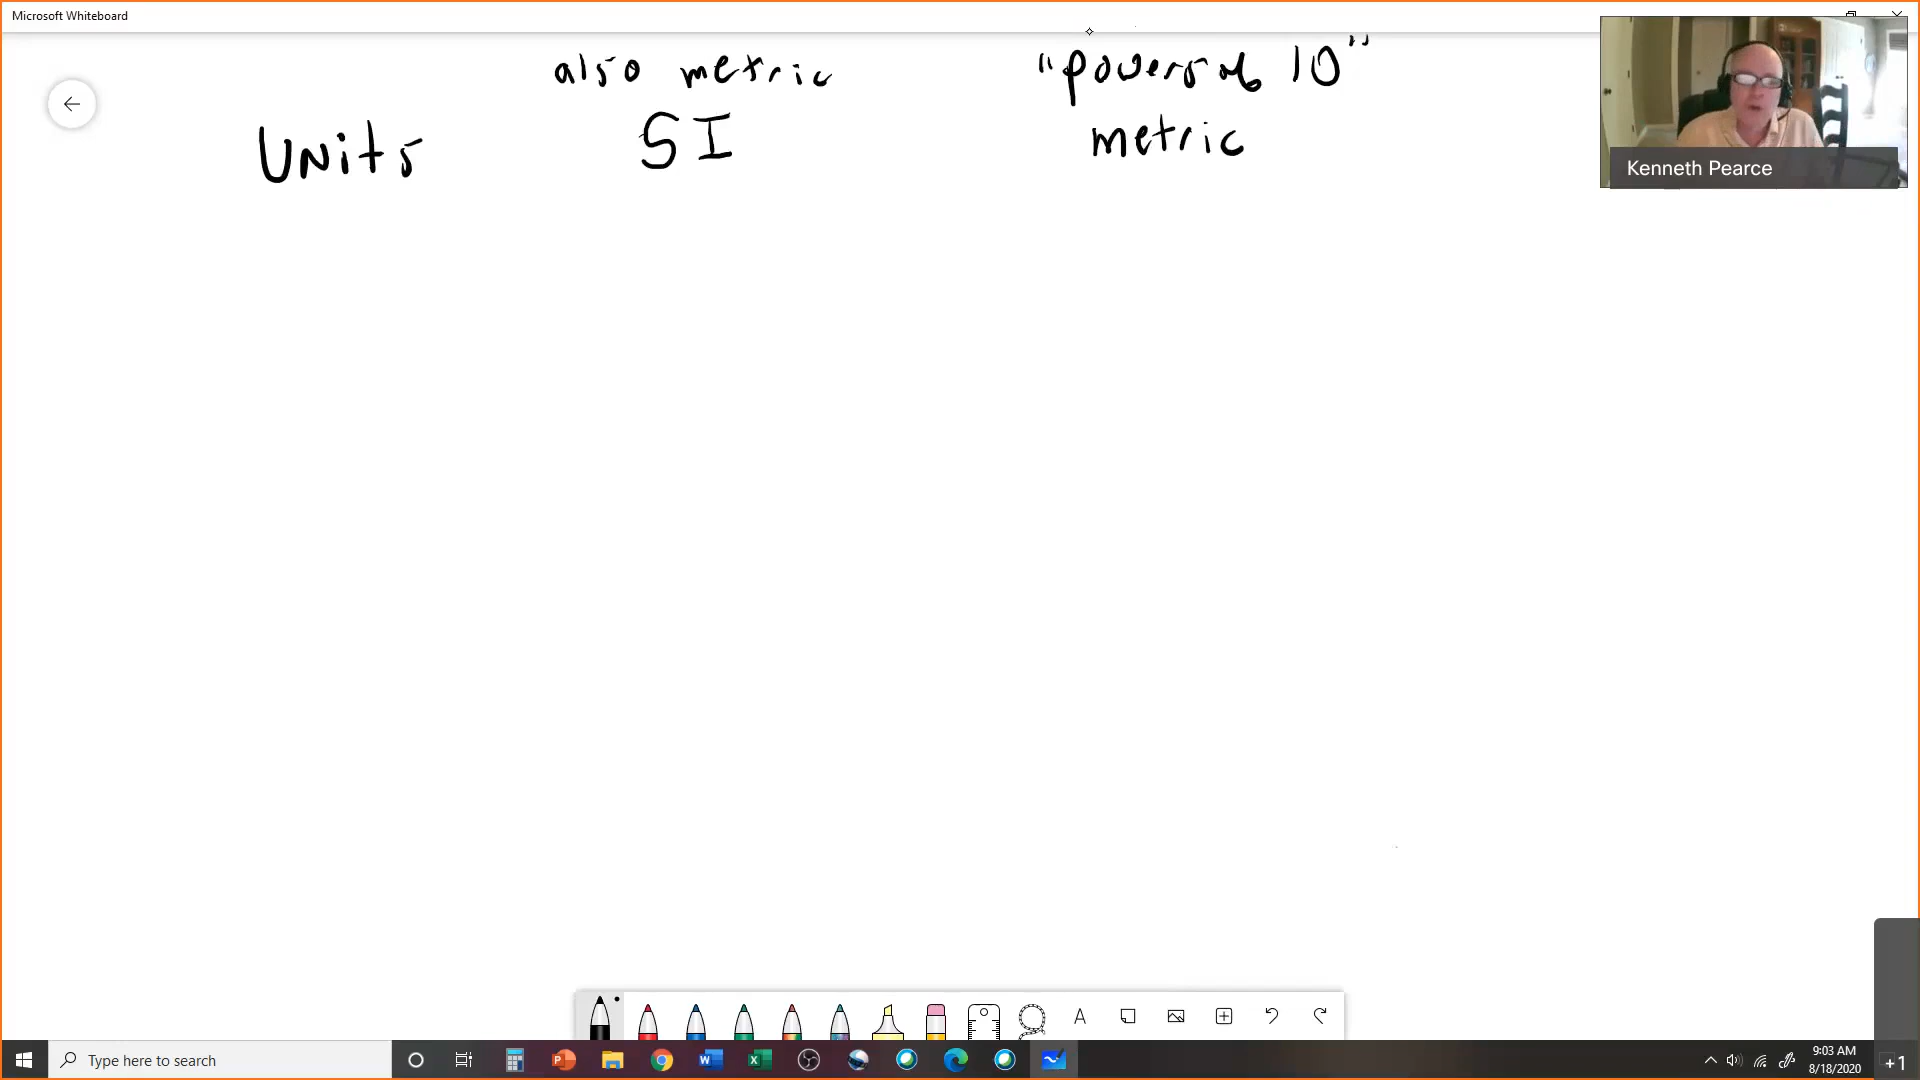 Microsoft Whiteboard
also metric
"powers of 10"
Units
SI
metric
Kenneth Pearce
A
Type here to search
9:03 AM
8/18/2020
+1